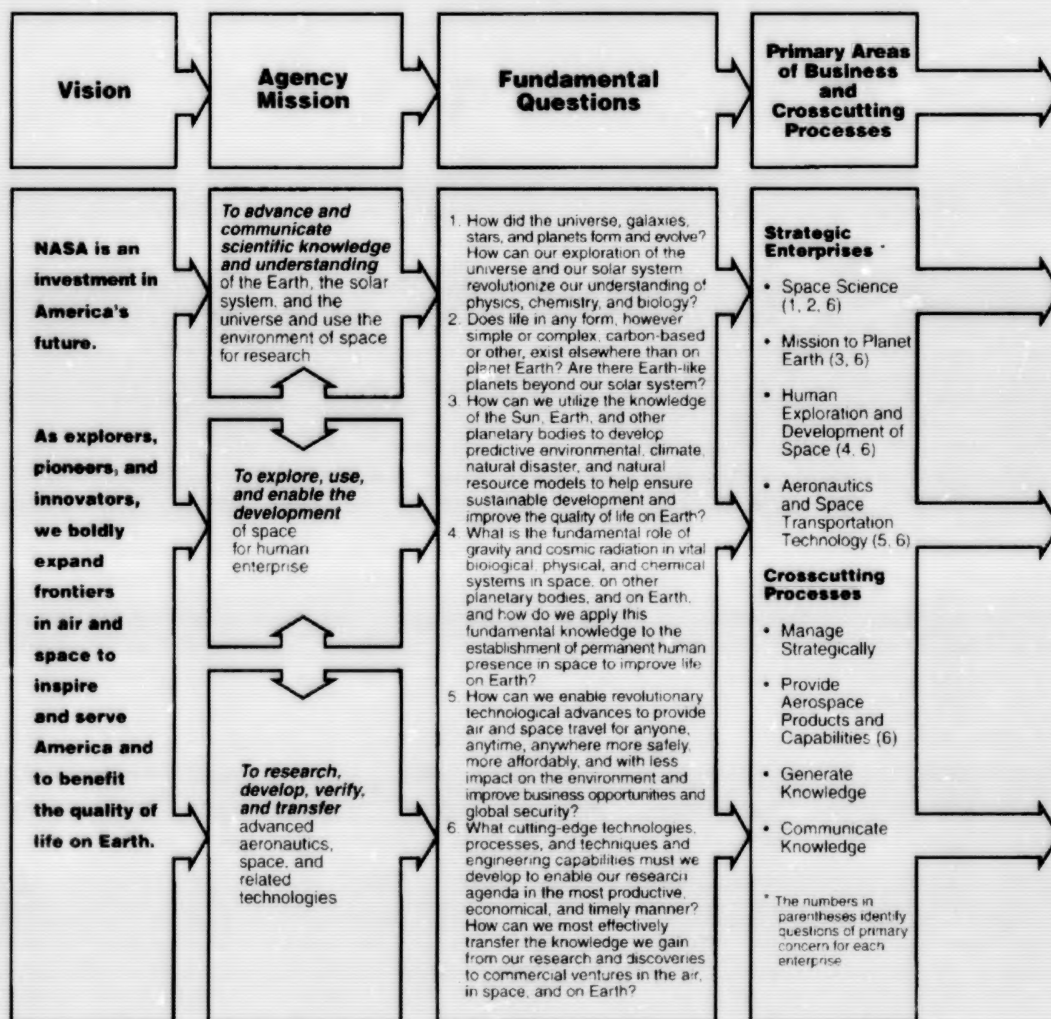 Vision
Agency
Mission
Fundamental
Questions
Primary Areas
of Business
and
Crosscutting
Processes
NASA is an
investment in
America's
future.
As explorers,
pioneers, and
innovators,
we boldly
expand
frontiers
in air and
space to
inspire
and serve
America and
to benefit
the quality of
life on Earth.
To advance and
communicate
scientific knowledge
and understanding
of the Earth, the solar
system, and the
universe and use the
environment of space
for research
To explore, use,
and enable the
development
of space
for human
enterprise
To research,
develop, verify,
and transfer
advanced
aeronautics,
space, and
related
technologies
1. How did the universe, galaxies,
stars, and planets form and evolve?
How can our exploration of the
universe and our solar system
revolutionize our understanding of
physics, chemistry, and biology?
2. Does life in any form, however
simple or complex, carbon-based
or other, exist elsewhere than on
planet Earth? Are there Earth-like
planets beyond our solar system?
3. How can we utilize the knowledge
of the Sun, Earth, and other
planetary bodies to develop
predictive environmental, climate,
natural disaster, and natural
resource models to help ensure
sustainable development and
improve the quality of life on Earth?
4. What is the fundamental role of
gravity and cosmic radiation in vital
biological, physical, and chemical
systems in space, on other
planetary bodies, and on Earth,
and how do we apply this
fundamental knowledge to the
establishment of permanent human
presence in space to improve life
on Earth?
5. How can we enable revolutionary
technological advances to provide
air and space travel for anyone,
anytime, anywhere more safely,
more affordably, and with less
impact on the environment and
improve business opportunities and
global security?
6. What cutting-edge technologies,
processes, and techniques and
engineering capabilities must we
develop to enable our research
agenda in the most productive,
economical, and timely manner?
How can we most effectively
transfer the knowledge we gain
from our research and discoveries
to commercial ventures in the air,
in space, and on Earth?
Strategic
Enterprises *
• Space Science
(1, 2, 6)
• Mission to Planet
Earth (3, 6)
• Human
Exploration and
Development of
Space (4, 6)
• Aeronautics
and Space
Transportation
Technology (5, 6)
Crosscutting
Processes
• Manage
Strategically
• Provide
Aerospace
Products and
Capabilities (6)
• Generate
Knowledge
• Communicate
Knowledge
* The numbers in
parentheses identify
questions of primary
concern for each
enterprise